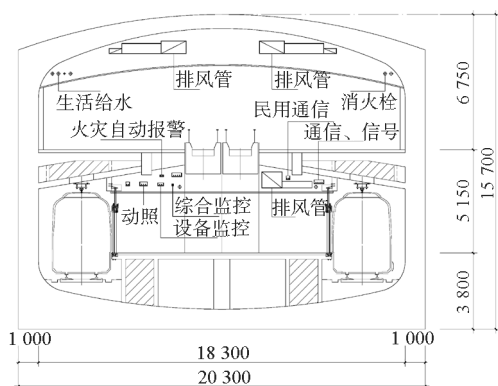 排风管 排风管
生活给水 民用通信 消火栓
火灾自动报警 通信、信号
动照 综合监控 排风管
设备监控
6 750
5 150
3 800
15 700
1 000 1 000
18 300
20 300